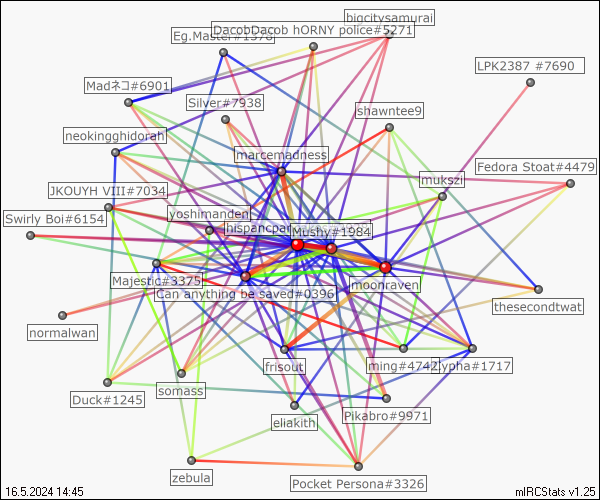 bigcitysamurai
DacobDacob hORNY police#5271
Eg.Master#1378
LPK2387 #7690
Madネコ#6901
Silver#7938
shawntee9
neokingghidorah
marcemadness
Fedora Stoat#4479
mukszi
JKOUYH VIII#7034
yoshimanden
Swirly Boi#6154
hispancpa
Mushy#1984
Majestic#3375
moonraven
Can anything be saved#0396
thesecondtwat
normalwan
frisout
ming#4742
lypha#1717
somass
Duck#1245
Pikabro#9971
eliakith
zebula
Pocket Persona#3326
16.5.2024 14:45
mIRCStats v1.25